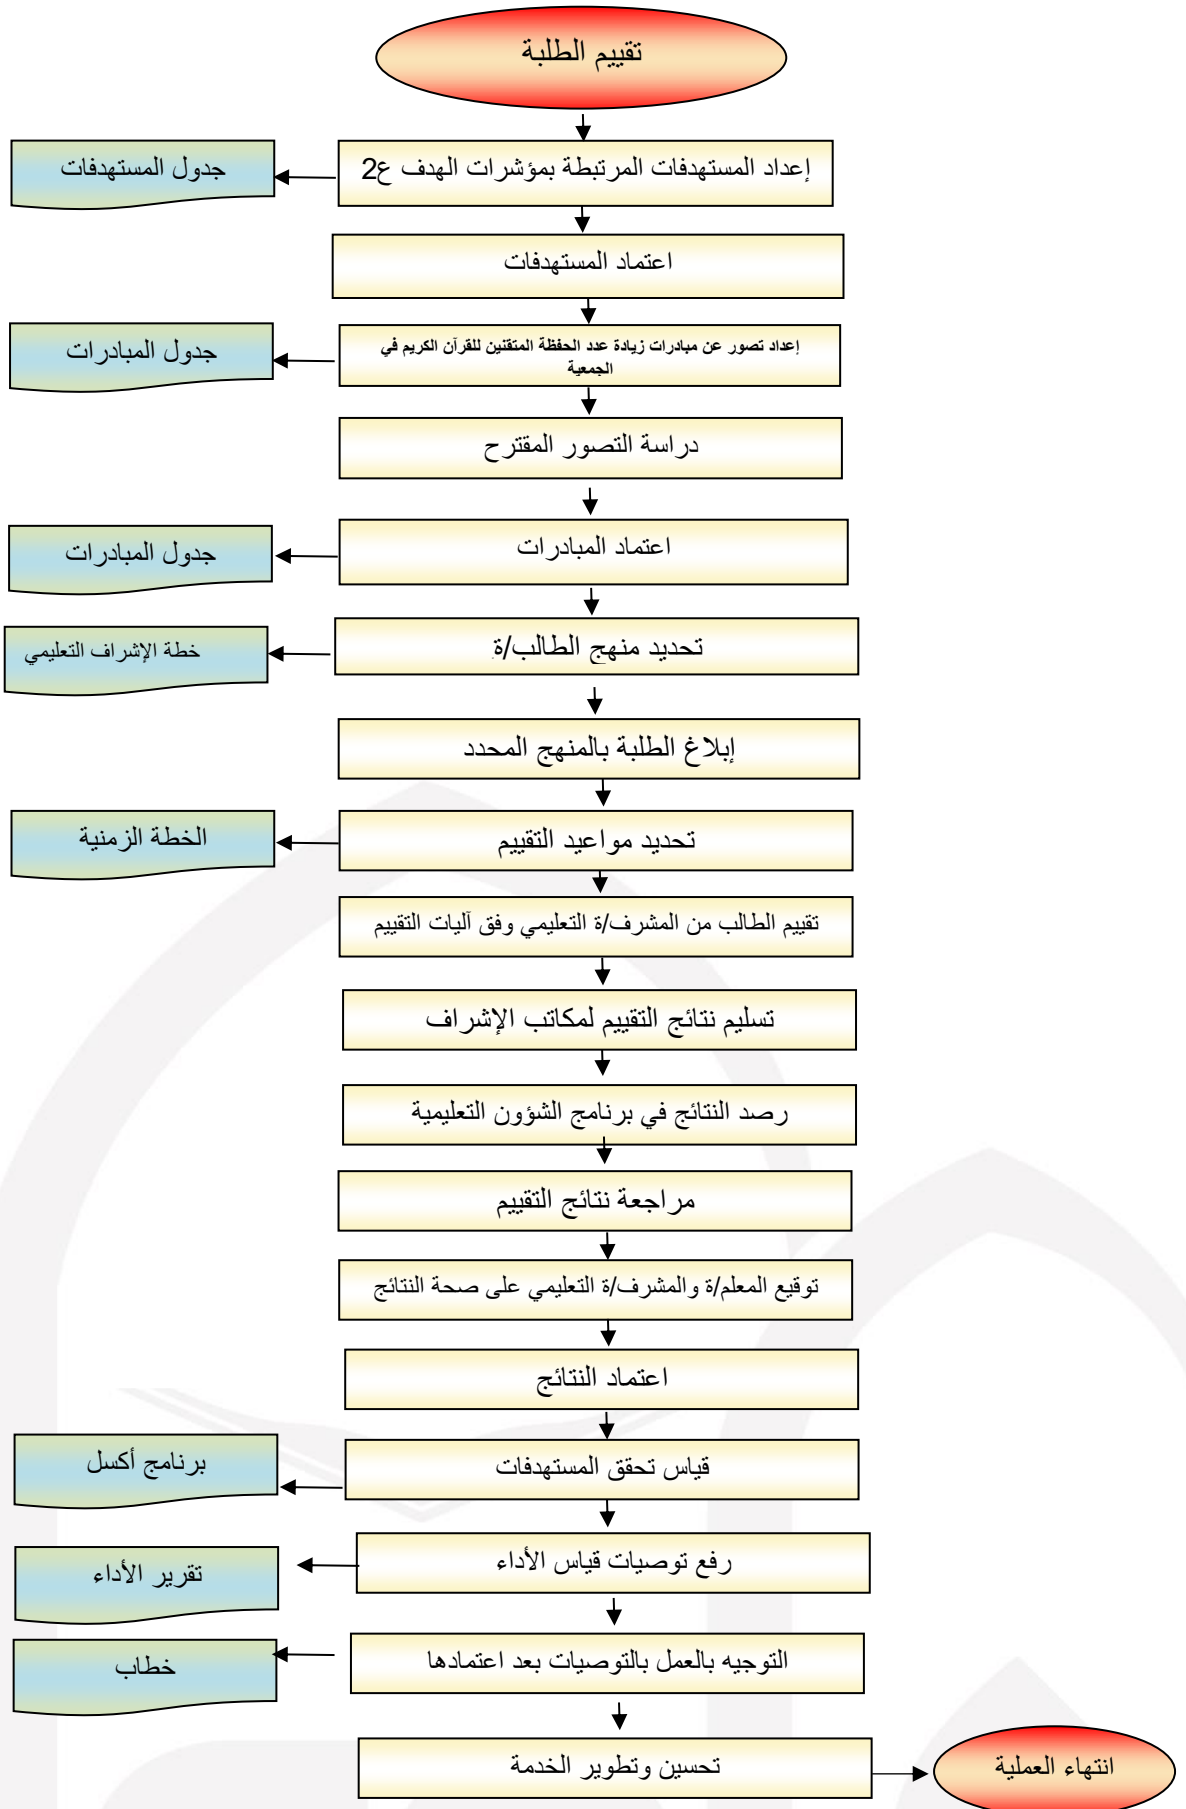 تقييم الطلبة
إعداد المستهدفات المرتبطة بمؤشرات الهدف ع2
جدول المستهدفات
اعتماد المستهدفات
إعداد تصور عن مبادرات زيادة عدد الحفظة المتقنين للقرآن الكريم في
الجمعية
جدول المبادرات
دراسة التصور المقترح
اعتماد المبادرات
جدول المبادرات
تحديد منهج الطالب/ة
خطة الإشراف التعليمي
إبلاغ الطلبة بالمنهج المحدد
تحديد مواعيد التقييم
الخطة الزمنية
تقييم الطالب من المشرف/ة التعليمي وفق آليات التقييم
تسليم نتائج التقييم لمكاتب الإشراف
رصد النتائج في برنامج الشؤون التعليمية
مراجعة نتائج التقييم
توقيع المعلم/ة والمشرف/ة التعليمي على صحة النتائج
اعتماد النتائج
قياس تحقق المستهدفات
برنامج أكسل
رفع توصيات قياس الأداء
تقرير الأداء
التوجيه بالعمل بالتوصيات بعد اعتمادها
خطاب
تحسين وتطوير الخدمة
انتهاء العملية